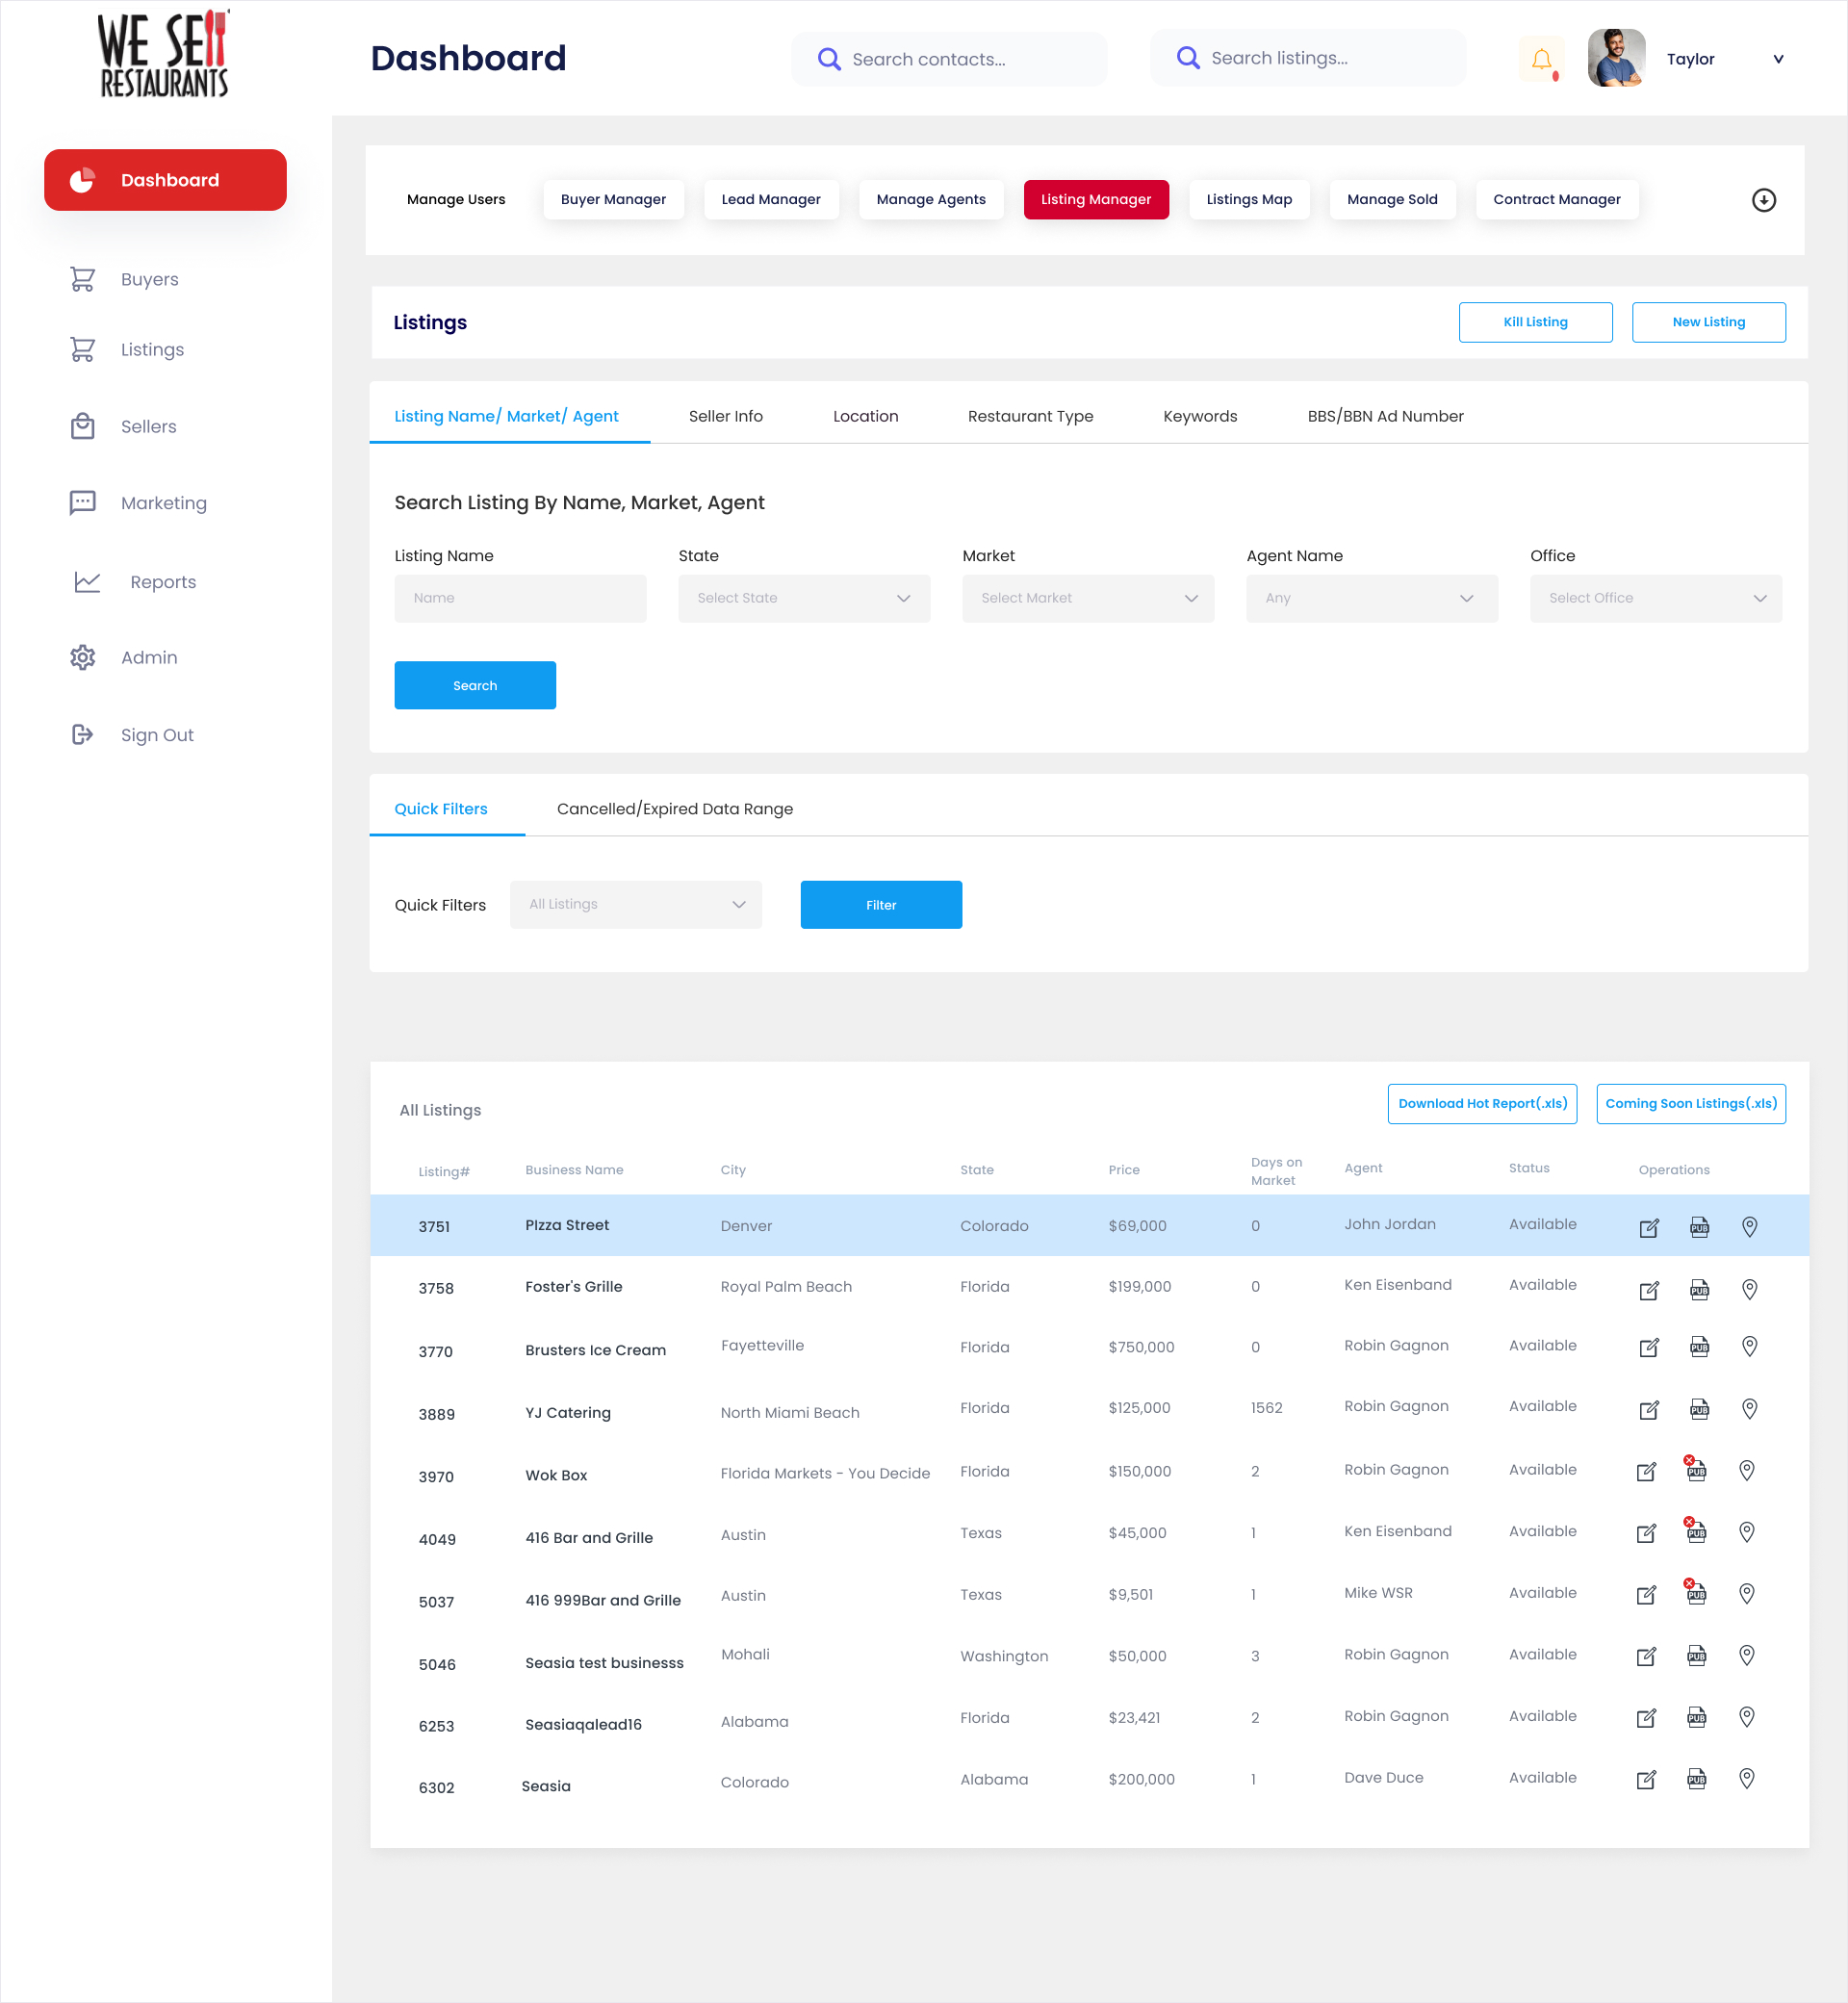 WE SEll
RESTAURANTS
Dashboard
Search contacts...
Search listings...
Taylor
Dashboard
Buyers
Listings
Sellers
Marketing
Reports
Admin
Sign Out
Manage Users Buyer Manager Lead Manager Manage Agents Listing Manager Listings Map Manage Sold Contract Manager
Listings Kill Listing New Listing
Listing Name/ Market/ Agent Seller Info Location Restaurant Type Keywords BBS/BBN Ad Number
Search Listing By Name, Market, Agent
Listing Name State Market Agent Name Office
Name Select State Select Market Any Select Office
Search
Quick Filters Cancelled/Expired Data Range
Quick Filters All Listings Filter
All Listings Download Hot Report(.xls) Coming Soon Listings(.xls)
Listing# Business Name City State Price Days on Market Agent Status Operations
3751 PIzza Street Denver Colorado $69,000 0 John Jordan Available PUB
3758 Foster's Grille Royal Palm Beach Florida $199,000 0 Ken Eisenband Available PUB
3770 Brusters Ice Cream Fayetteville Florida $750,000 0 Robin Gagnon Available PUB
3889 YJ Catering North Miami Beach Florida $125,000 1562 Robin Gagnon Available PUB
3970 Wok Box Florida Markets - You Decide Florida $150,000 2 Robin Gagnon Available PUB
4049 416 Bar and Grille Austin Texas $45,000 1 Ken Eisenband Available PUB
5037 416 999Bar and Grille Austin Texas $9,501 1 Mike WSR Available PUB
5046 Seasia test businesss Mohali Washington $50,000 3 Robin Gagnon Available PUB
6253 Seasiaqalead16 Alabama Florida $23,421 2 Robin Gagnon Available PUB
6302 Seasia Colorado Alabama $200,000 1 Dave Duce Available PUB